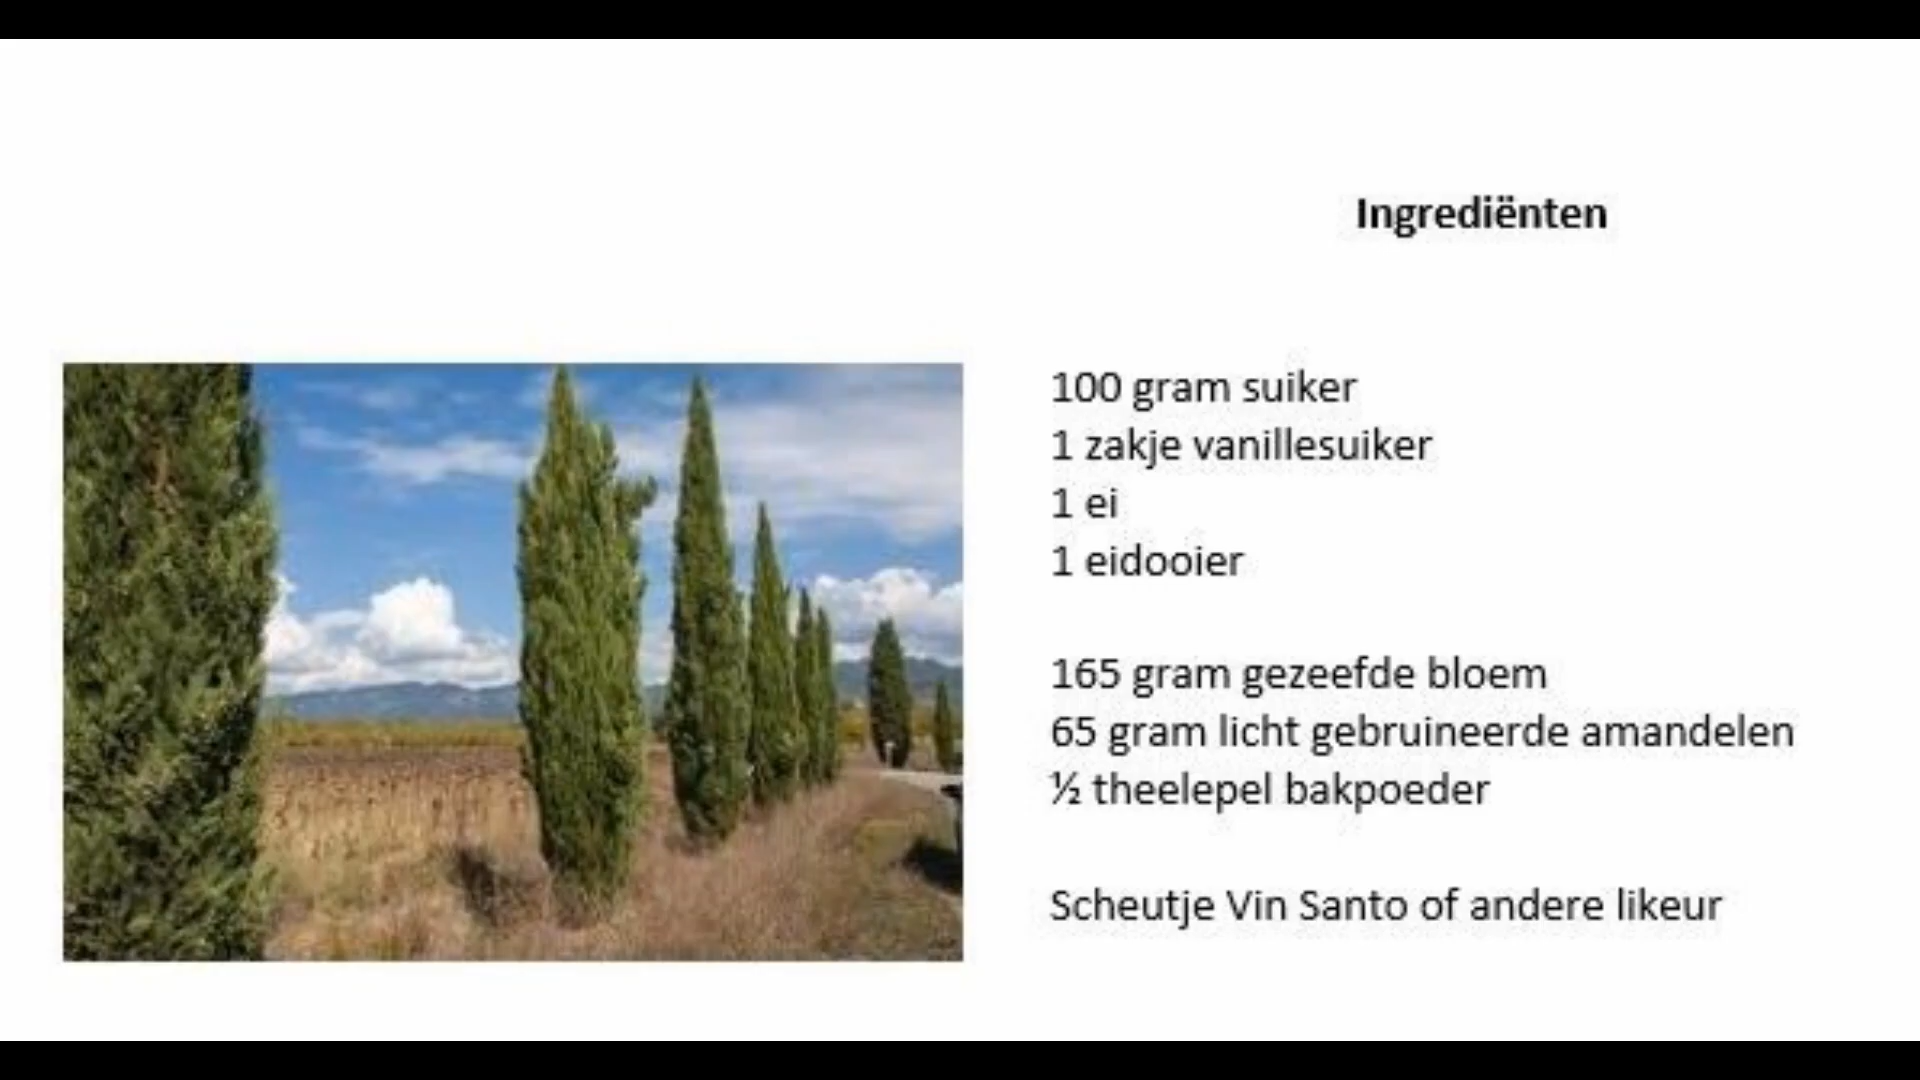 Ingrediënten
100 gram suiker
1 zakje vanillesuiker
1 ei
1 eidooier
165 gram gezeefde bloem
65 gram licht gebruineerde amandelen
½ theelepel bakpoeder
Scheutje Vin Santo of andere likeur